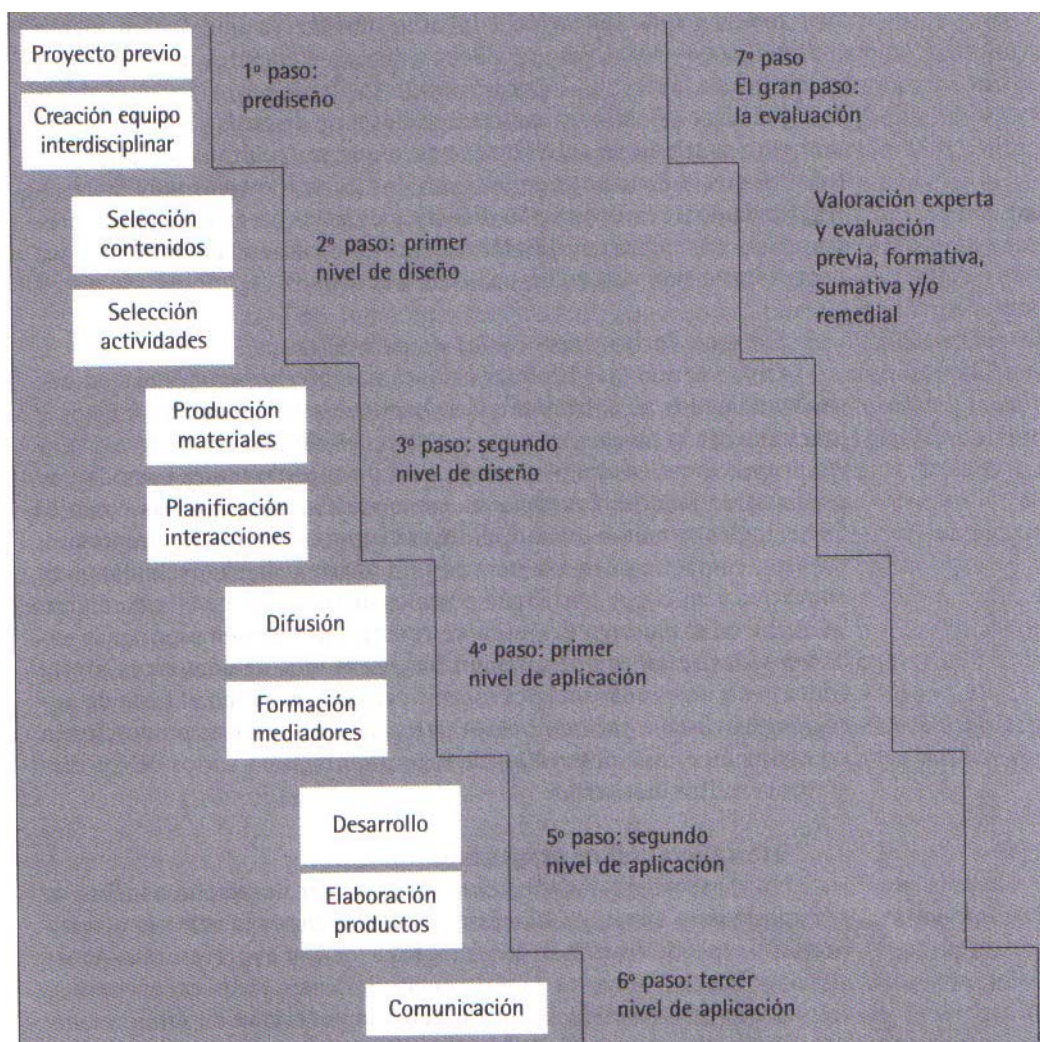 Proyecto previo
Creación equipo
interdisciplinar
1º paso:
prediseño
7º paso
El gran paso:
la evaluación
Selección
contenidos
2º paso: primer
nivel de diseño
Valoración experta
y evaluación
previa, formativa,
sumativa y/o
remedial
Selección
actividades
Producción
materiales
3º paso: segundo
nivel de diseño
Planificación
interacciones
Difusión
4º paso: primer
nivel de aplicación
Formación
mediadores
Desarrollo
5º paso: segundo
nivel de aplicación
Elaboración
productos
6º paso: tercer
nivel de aplicación
Comunicación